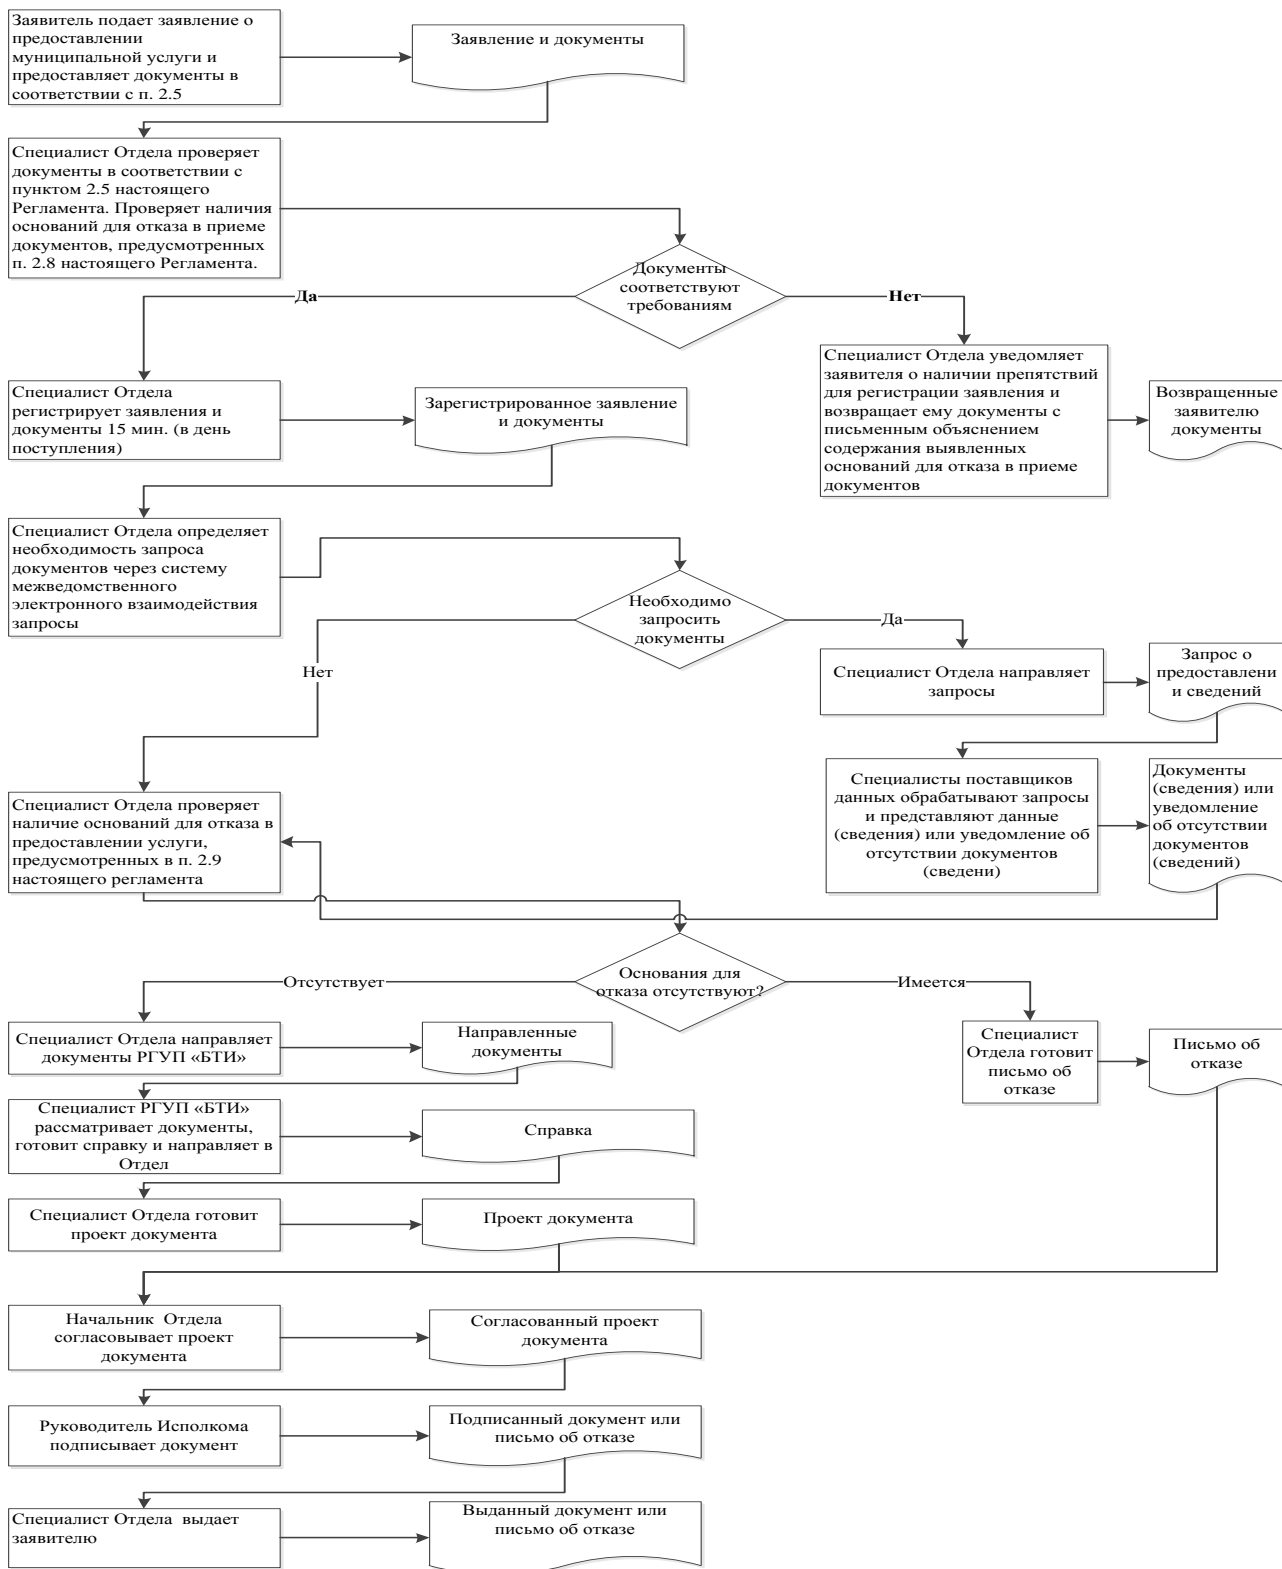 Заявитель подает заявление о
предоставлении
муниципальной услуги и
предоставляет документы в
соответствии с п. 2.5
Заявление и документы
Специалист Отдела проверяет
документы в соответствии с
пунктом 2.5 настоящего
Регламента. Проверяет наличия
оснований для отказа в приеме
документов, предусмотренных
п. 2.8 настоящего Регламента.
Документы
соответствуют
требованиям
Да
Нет
Специалист Отдела
регистрирует заявления и
документы 15 мин. (в день
поступления)
Зарегистрированное заявление
и документы
Специалист Отдела уведомляет
заявителя о наличии препятствий
для регистрации заявления и
возвращает ему документы с
письменным объяснением
содержания выявленных
оснований для отказа в приеме
документов
Возвращенные
заявителю
документы
Специалист Отдела определяет
необходимость запроса
документов через систему
межведомственного
электронного взаимодействия
запросы
Необходимо
запросить
документы
Да
Нет
Специалист Отдела направляет
запросы
Запрос о
предоставлени
и сведений
Специалисты поставщиков
данных обрабатывают запросы
и представляют данные
(сведения) или уведомление об
отсутствии документов
(сведени)
Документы
(сведения) или
уведомление
об отсутствии
документов
(сведений)
Специалист Отдела проверяет
наличие оснований для отказа в
предоставлении услуги,
предусмотренных в п. 2.9
настоящего регламента
Основания для
отказа отсутствуют?
Отсутствует
Имеется
Специалист Отдела направляет
документы РГУП «БТИ»
Направленные
документы
Специалист
Отдела готовит
письмо об
отказе
Письмо об
отказе
Специалист РГУП «БТИ»
рассматривает документы,
готовит справку и направляет в
Отдел
Справка
Специалист Отдела готовит
проект документа
Проект документа
Начальник Отдела
согласовывает проект
документа
Согласованный проект
документа
Руководитель Исполкома
подписывает документ
Подписанный документ или
письмо об отказе
Специалист Отдела выдает
заявителю
Выданный документ или
письмо об отказе